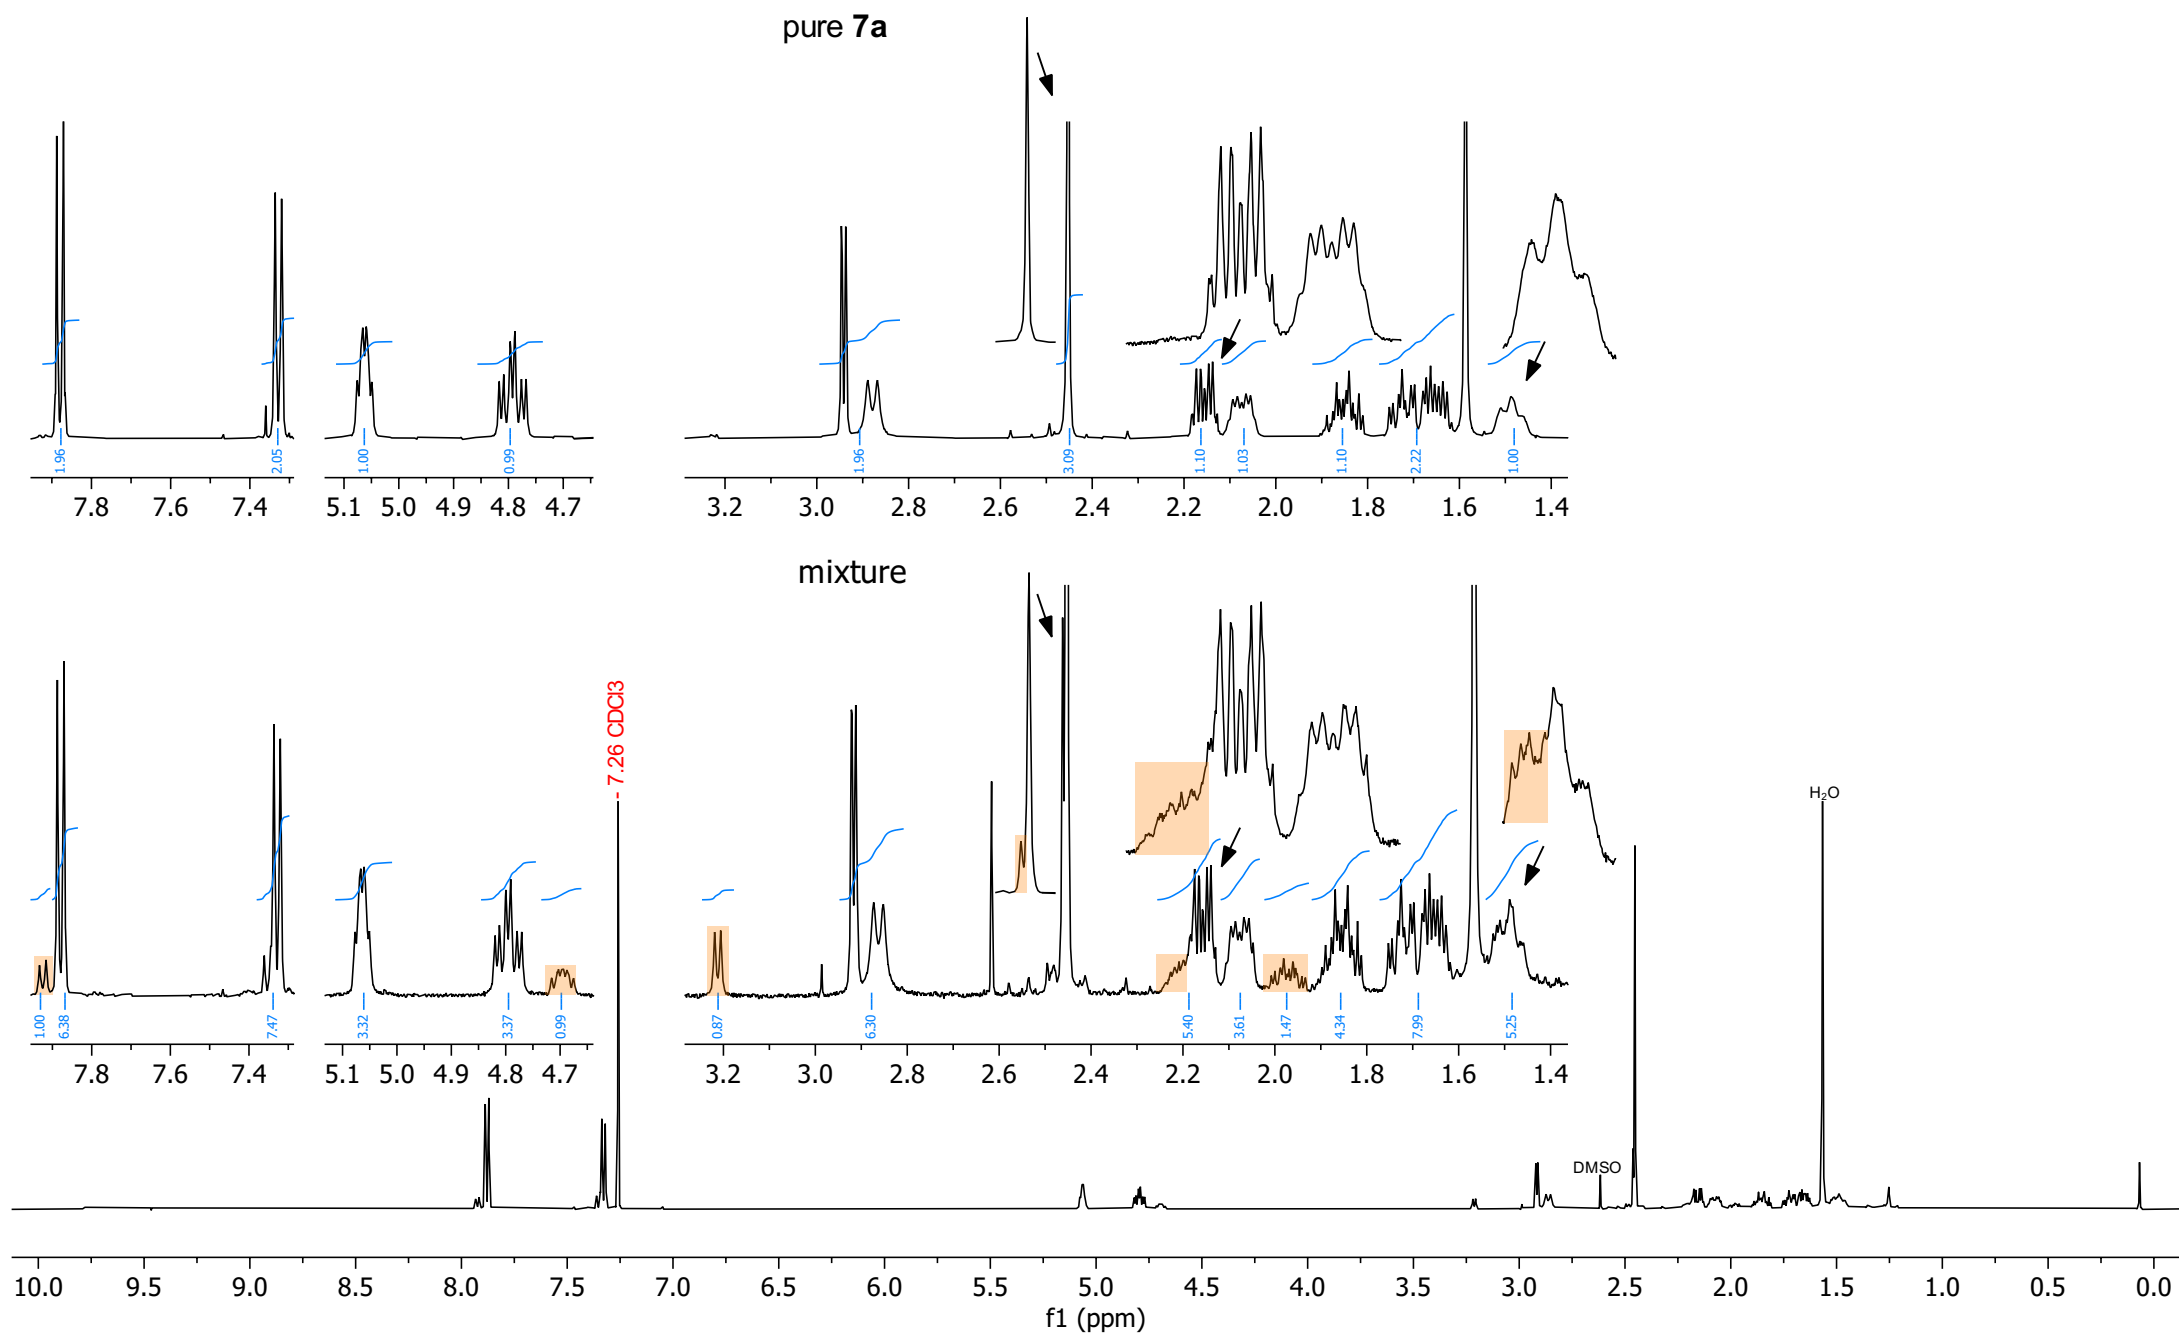 pure 7a
1.96 2.05 1.00 0.99 1.96 3.09 1.10 1.03 1.10 2.22 1.00
7.8 7.6 7.4 5.1 5.0 4.9 4.8 4.7 3.2 3.0 2.8 2.6 2.4 2.2 2.0 1.8 1.6 1.4
mixture
7.26 CDCl3
H₂O
1.00 6.38 7.47 3.32 3.37 0.99 0.87 6.30 5.40 3.61 1.47 4.34 7.99 5.25
7.8 7.6 7.4 5.1 5.0 4.9 4.8 4.7 3.2 3.0 2.8 2.6 2.4 2.2 2.0 1.8 1.6 1.4
DMSO
10.0 9.5 9.0 8.5 8.0 7.5 7.0 6.5 6.0 5.5 5.0 4.5 4.0 3.5 3.0 2.5 2.0 1.5 1.0 0.5 0.0
f1 (ppm)